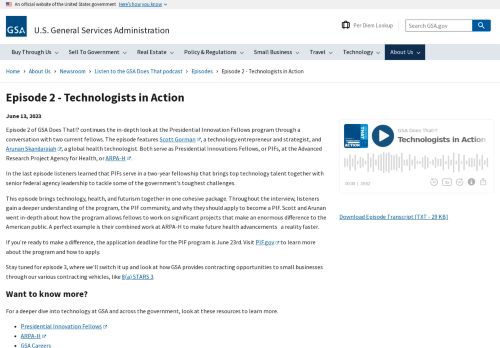 An official website of the United States government Here's how you know
GSA U.S. General Services Administration
Per Diem Lookup Search GSA.gov
Buy Through Us Sell To Government Real Estate Policy & Regulations Small Business Travel Technology About Us
Home › About Us › Newsroom › Listen to the GSA Does That podcast › Episodes › Episode 2 - Technologists in Action
Episode 2 - Technologists in Action
June 13, 2023
Episode 2 of GSA Does That!? continues the in-depth look at the Presidential Innovation Fellows program through a
conversation with two current fellows. The episode features Scott Gorman, a technology entrepreneur and strategist, and
Arunan Skandarajah, a global health technologist. Both serve as Presidential Innovations Fellows, or PIFs, at the Advanced
Research Project Agency for Health, or ARPA-H.
In the last episode listeners learned that PIFs serve in a two-year fellowship that brings top technology talent together with
senior federal agency leadership to tackle some of the government's toughest challenges.
This episode brings technology, health, and futurism together in one cohesive package. Throughout the interview, listeners
gain a deeper understanding of the program, the PIF community, and why they should apply to become a PIF. Scott and Arunan
went in-depth about how the program allows fellows to work on significant projects that make an enormous difference to the
American public. A perfect example is their combined work at ARPA-H to make future health advancements a reality faster.
If you're ready to make a difference, the application deadline for the PIF program is June 23rd. Visit PIF.gov to learn more
about the program and how to apply.
Stay tuned for episode 3, where we'll switch it up and look at how GSA provides contracting opportunities to small businesses
through our various contracting vehicles, like 8(a) STARS 3.
Want to know more?
For a deeper dive into technology at GSA and across the government, look at these resources to learn more.
Presidential Innovation Fellows
ARPA-H
GSA Careers
GSA Does That!?
Technologists in Action
Download Episode Transcript [TXT - 29 KB]